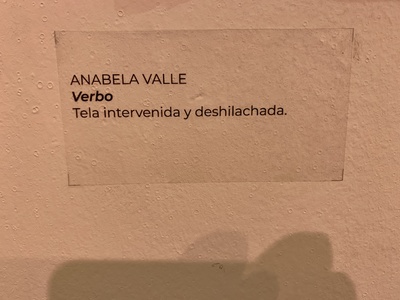 ANABELA VALLE
Verbo
Tela intervenida y deshilachada.